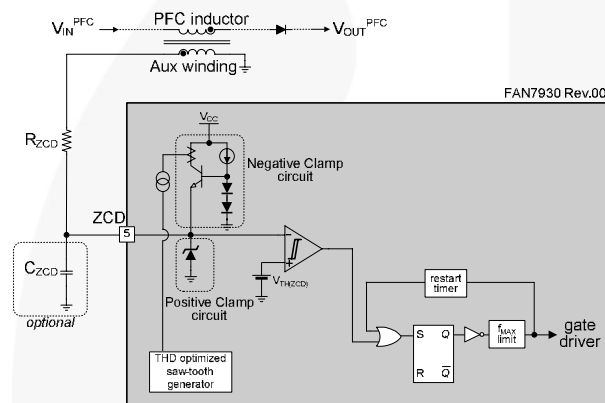 PFC inductor
V_IN^PFC
V_OUT^PFC
Aux winding
FAN7930 Rev.00
V_CC
R_ZCD
Negative Clamp
circuit
ZCD
5
C_ZCD
optional
V_TH(ZCD)
Positive Clamp
circuit
THD optimized
saw-tooth
generator
restart
timer
S Q
R Q̅
f_MAX
limit
gate
driver